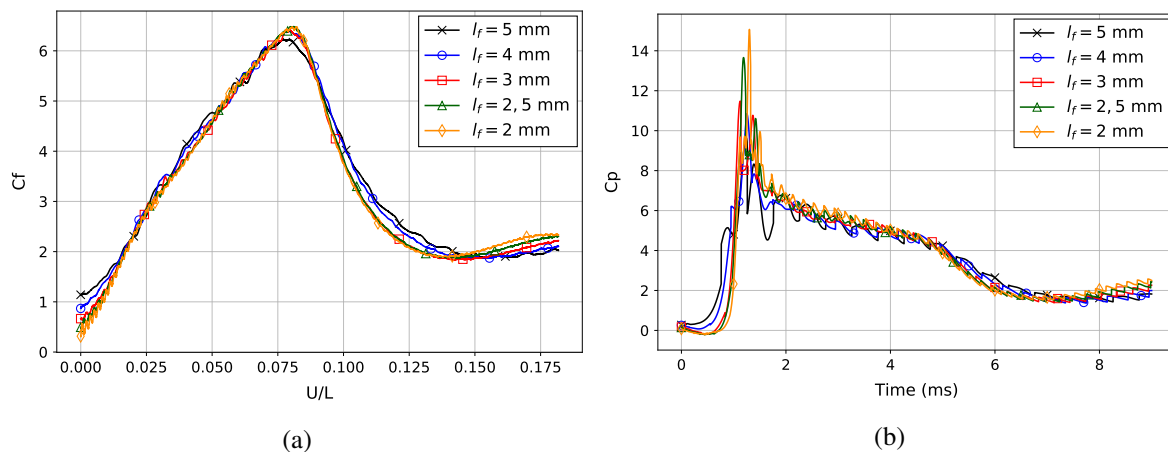 6
5
4
3
2
1
0
Cf
0.000 0.025 0.050 0.075 0.100 0.125 0.150 0.175
U/L
l_f = 5 mm
l_f = 4 mm
l_f = 3 mm
l_f = 2, 5 mm
l_f = 2 mm
(a)
14
12
10
8
6
4
2
0
Cp
0 2 4 6 8
Time (ms)
l_f = 5 mm
l_f = 4 mm
l_f = 3 mm
l_f = 2, 5 mm
l_f = 2 mm
(b)